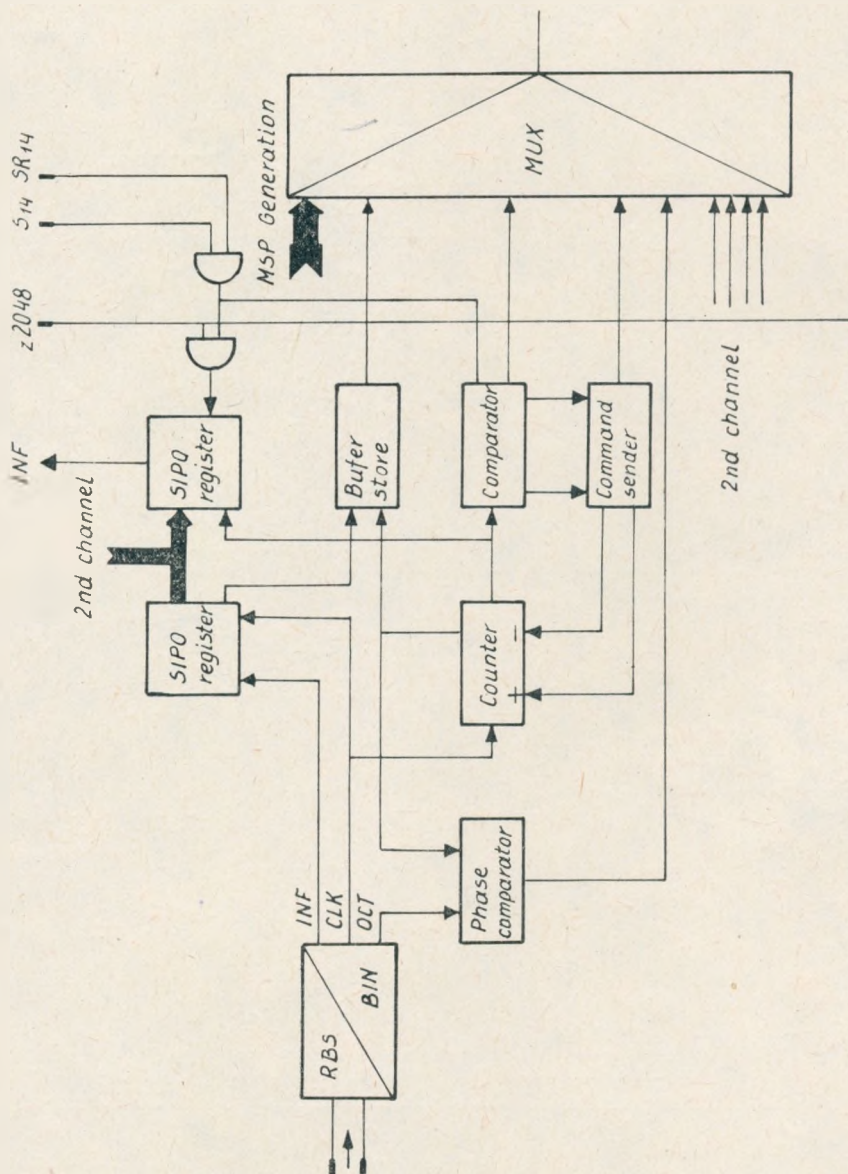 INF
z2048
S14
SR14
2nd channel
SIPO
register
SIPO
register
MSP Generation
Bufer
store
MUX
INF
CLK
OCT
RBS
BIN
Counter
+
-
Comparator
Command
sender
Phase
comparator
2nd channel